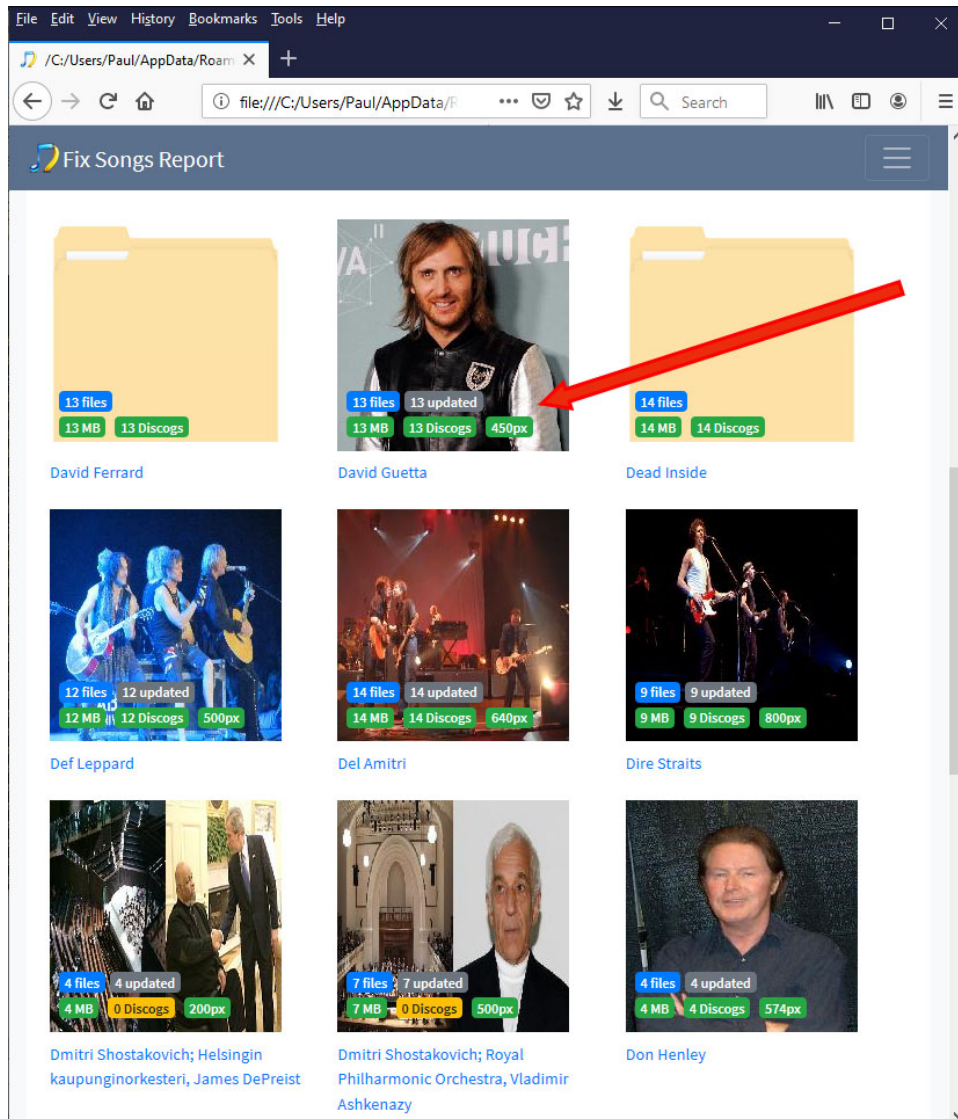 File Edit View History Bookmarks Tools Help
/C:/Users/Paul/AppData/Roam
file:///C:/Users/Paul/AppData/R
Search
Fix Songs Report
VA"
UCH
13 files
13 MB 13 Discogs
David Ferrard
13 files 13 updated
13 MB 13 Discogs 450px
David Guetta
14 files
14 MB 14 Discogs
Dead Inside
12 files 12 updated
12 MB 12 Discogs 500px
Def Leppard
14 files 14 updated
14 MB 14 Discogs 640px
Del Amitri
9 files 9 updated
9 MB 9 Discogs 800px
Dire Straits
4 files 4 updated
4 MB 0 Discogs 200px
Dmitri Shostakovich; Helsingin
kaupunginorkesteri, James DePreist
7 files 7 updated
7 MB 0 Discogs 500px
Dmitri Shostakovich; Royal
Philharmonic Orchestra, Vladimir
Ashkenazy
4 files 4 updated
4 MB 4 Discogs 574px
Don Henley